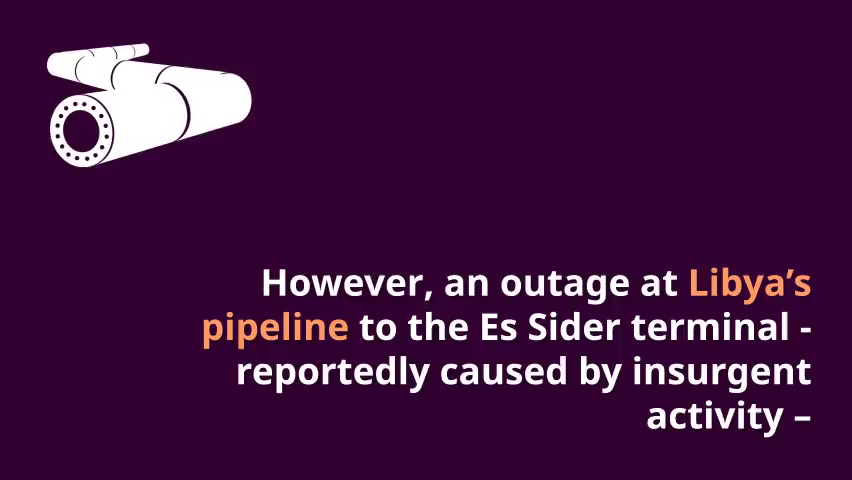 However, an outage at Libya’s
pipeline to the Es Sider terminal -
reportedly caused by insurgent
activity –